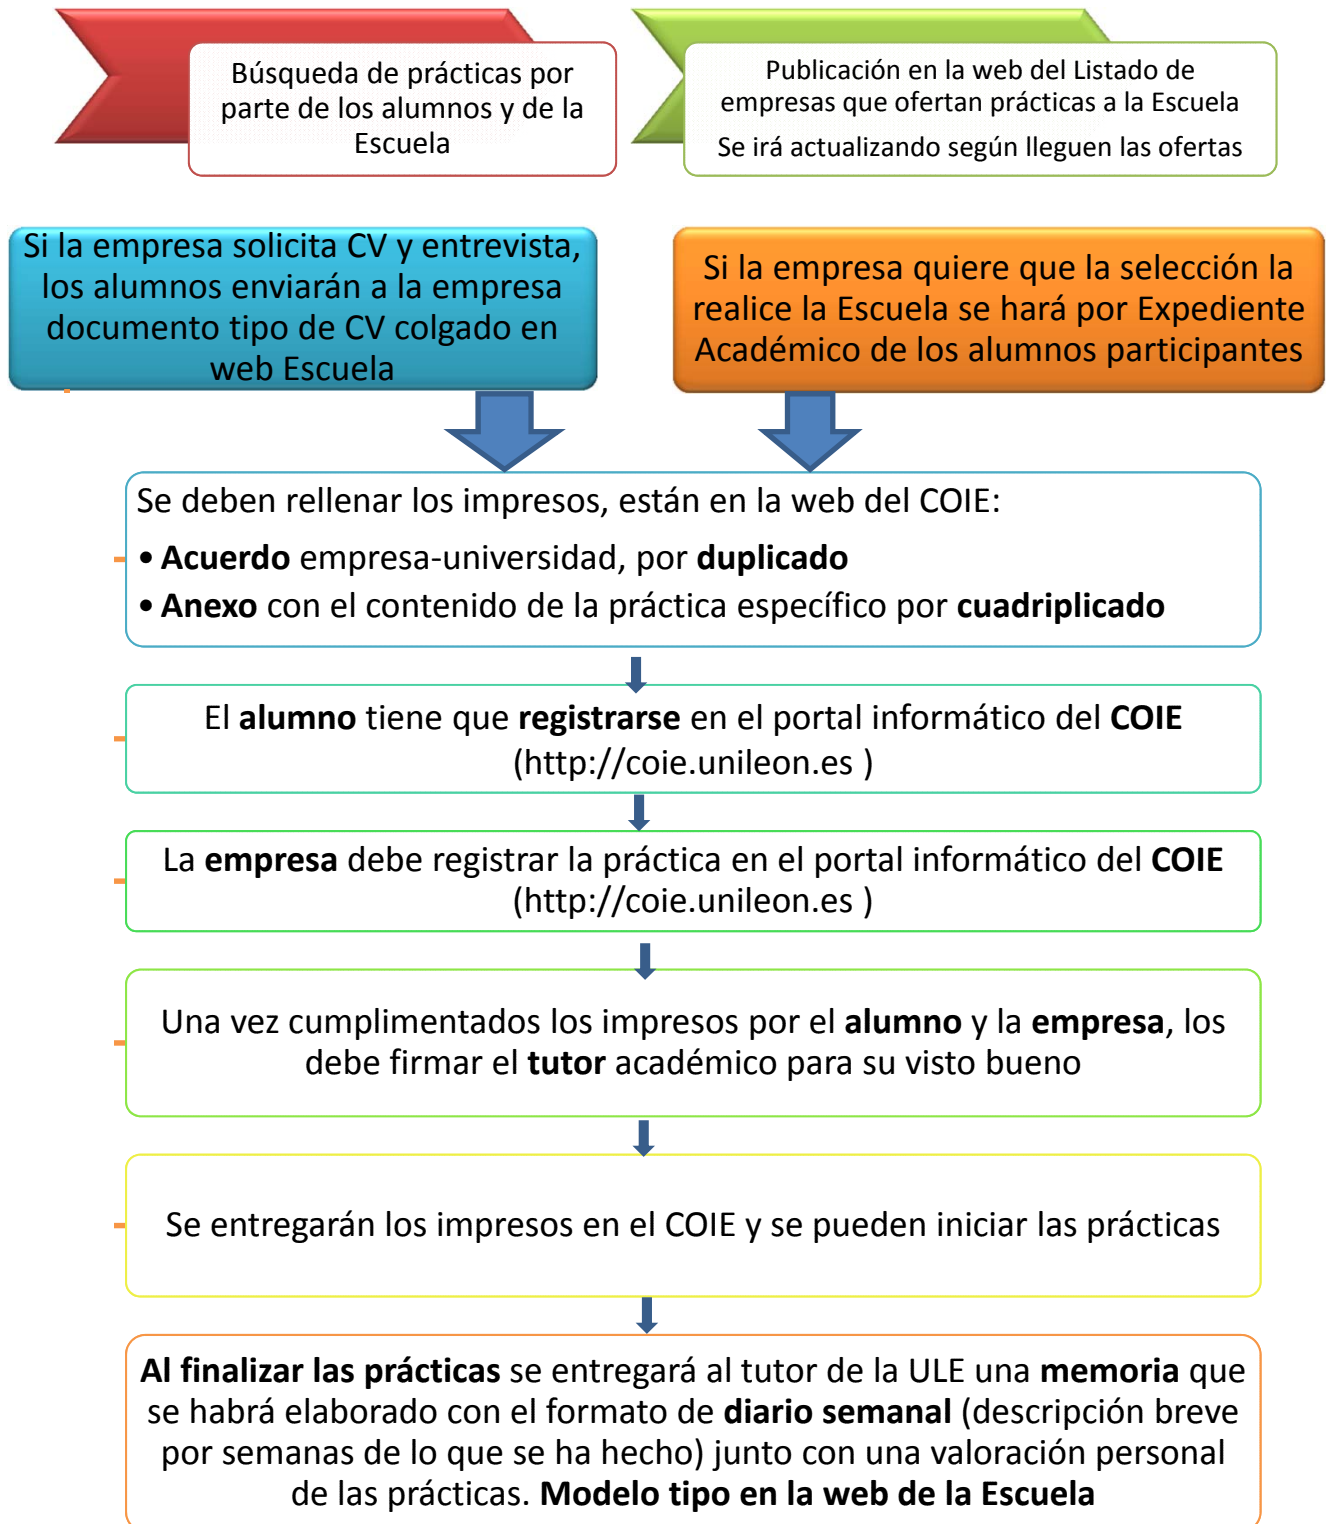 Búsqueda de prácticas por
parte de los alumnos y de la
Escuela
Publicación en la web del Listado de
empresas que ofertan prácticas a la Escuela
Se irá actualizando según lleguen las ofertas
Si la empresa solicita CV y entrevista,
los alumnos enviarán a la empresa
documento tipo de CV colgado en
web Escuela
Si la empresa quiere que la selección la
realice la Escuela se hará por Expediente
Académico de los alumnos participantes
Se deben rellenar los impresos, están en la web del COIE:
• Acuerdo empresa-universidad, por duplicado
• Anexo con el contenido de la práctica específico por cuadriplicado
El alumno tiene que registrarse en el portal informático del COIE
(http://coie.unileon.es )
La empresa debe registrar la práctica en el portal informático del COIE
(http://coie.unileon.es )
Una vez cumplimentados los impresos por el alumno y la empresa, los
debe firmar el tutor académico para su visto bueno
Se entregarán los impresos en el COIE y se pueden iniciar las prácticas
Al finalizar las prácticas se entregará al tutor de la ULE una memoria que
se habrá elaborado con el formato de diario semanal (descripción breve
por semanas de lo que se ha hecho) junto con una valoración personal
de las prácticas. Modelo tipo en la web de la Escuela